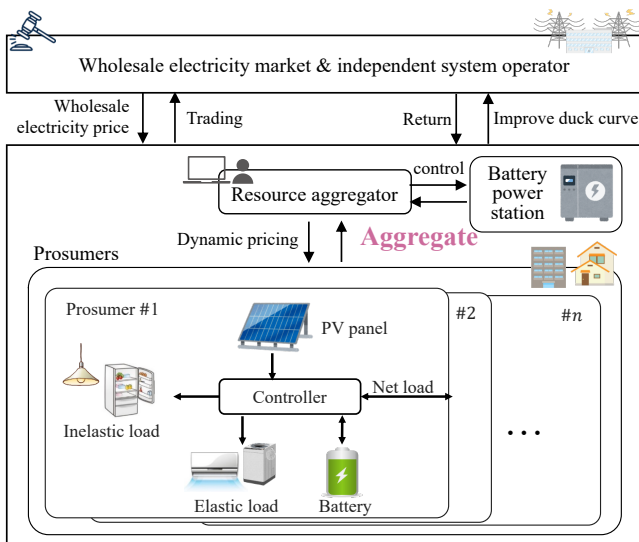 Wholesale electricity market & independent system operator
Wholesale
electricity price
Trading
Return
Improve duck curve
Resource aggregator
control
Battery
power
station
Dynamic pricing
Aggregate
Prosumers
Prosumer #1
#2
#n
PV panel
Controller
Net load
Inelastic load
...
Elastic load
Battery